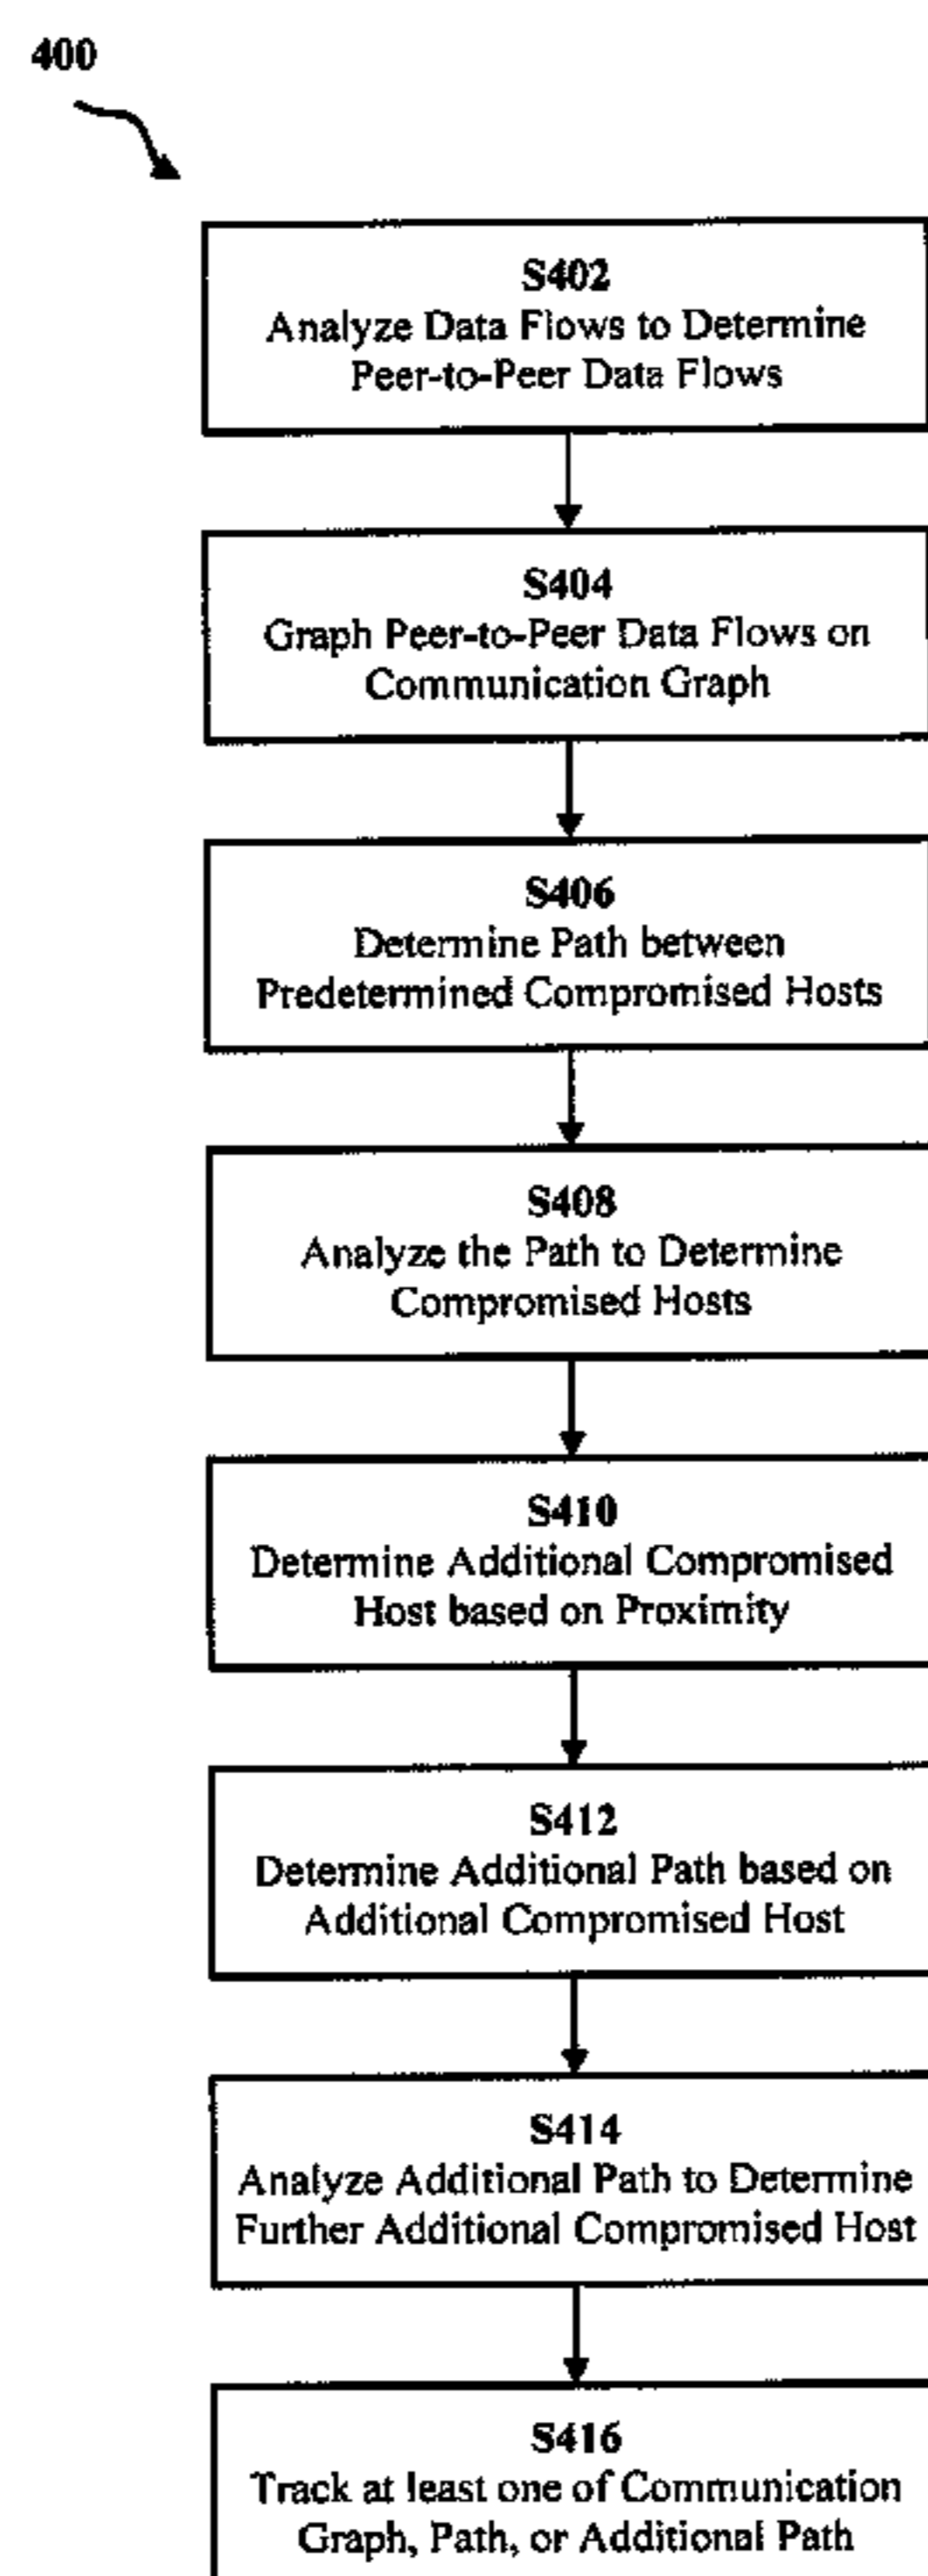 400
S402
Analyze Data Flows to Determine
Peer-to-Peer Data Flows
S404
Graph Peer-to-Peer Data Flows on
Communication Graph
S406
Determine Path between
Predetermined Compromised Hosts
S408
Analyze the Path to Determine
Compromised Hosts
S410
Determine Additional Compromised
Host based on Proximity
S412
Determine Additional Path based on
Additional Compromised Host
S414
Analyze Additional Path to Determine
Further Additional Compromised Host
S416
Track at least one of Communication
Graph, Path, or Additional Path